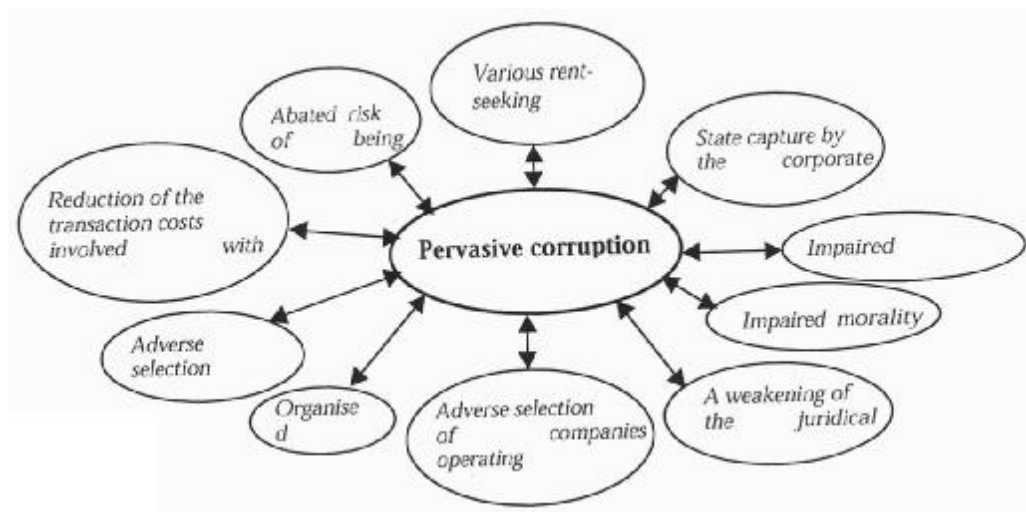 Various rent-
seeking
Abated risk
of being
State capture by
the corporate
Reduction of the
transaction costs
involved with
Pervasive corruption
Impaired
Impaired morality
Adverse
selection
Organise
d
Adverse selection
of companies
operating
A weakening of
the juridical